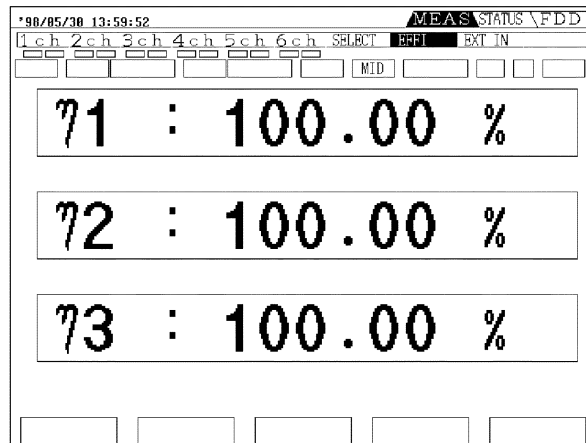 '98/05/30 13:59:52 MEAS STATUS FDD
1ch 2ch 3ch 4ch 5ch 6ch SELECT EFFI EXT IN
MID
η1 : 100.00 %
η2 : 100.00 %
η3 : 100.00 %